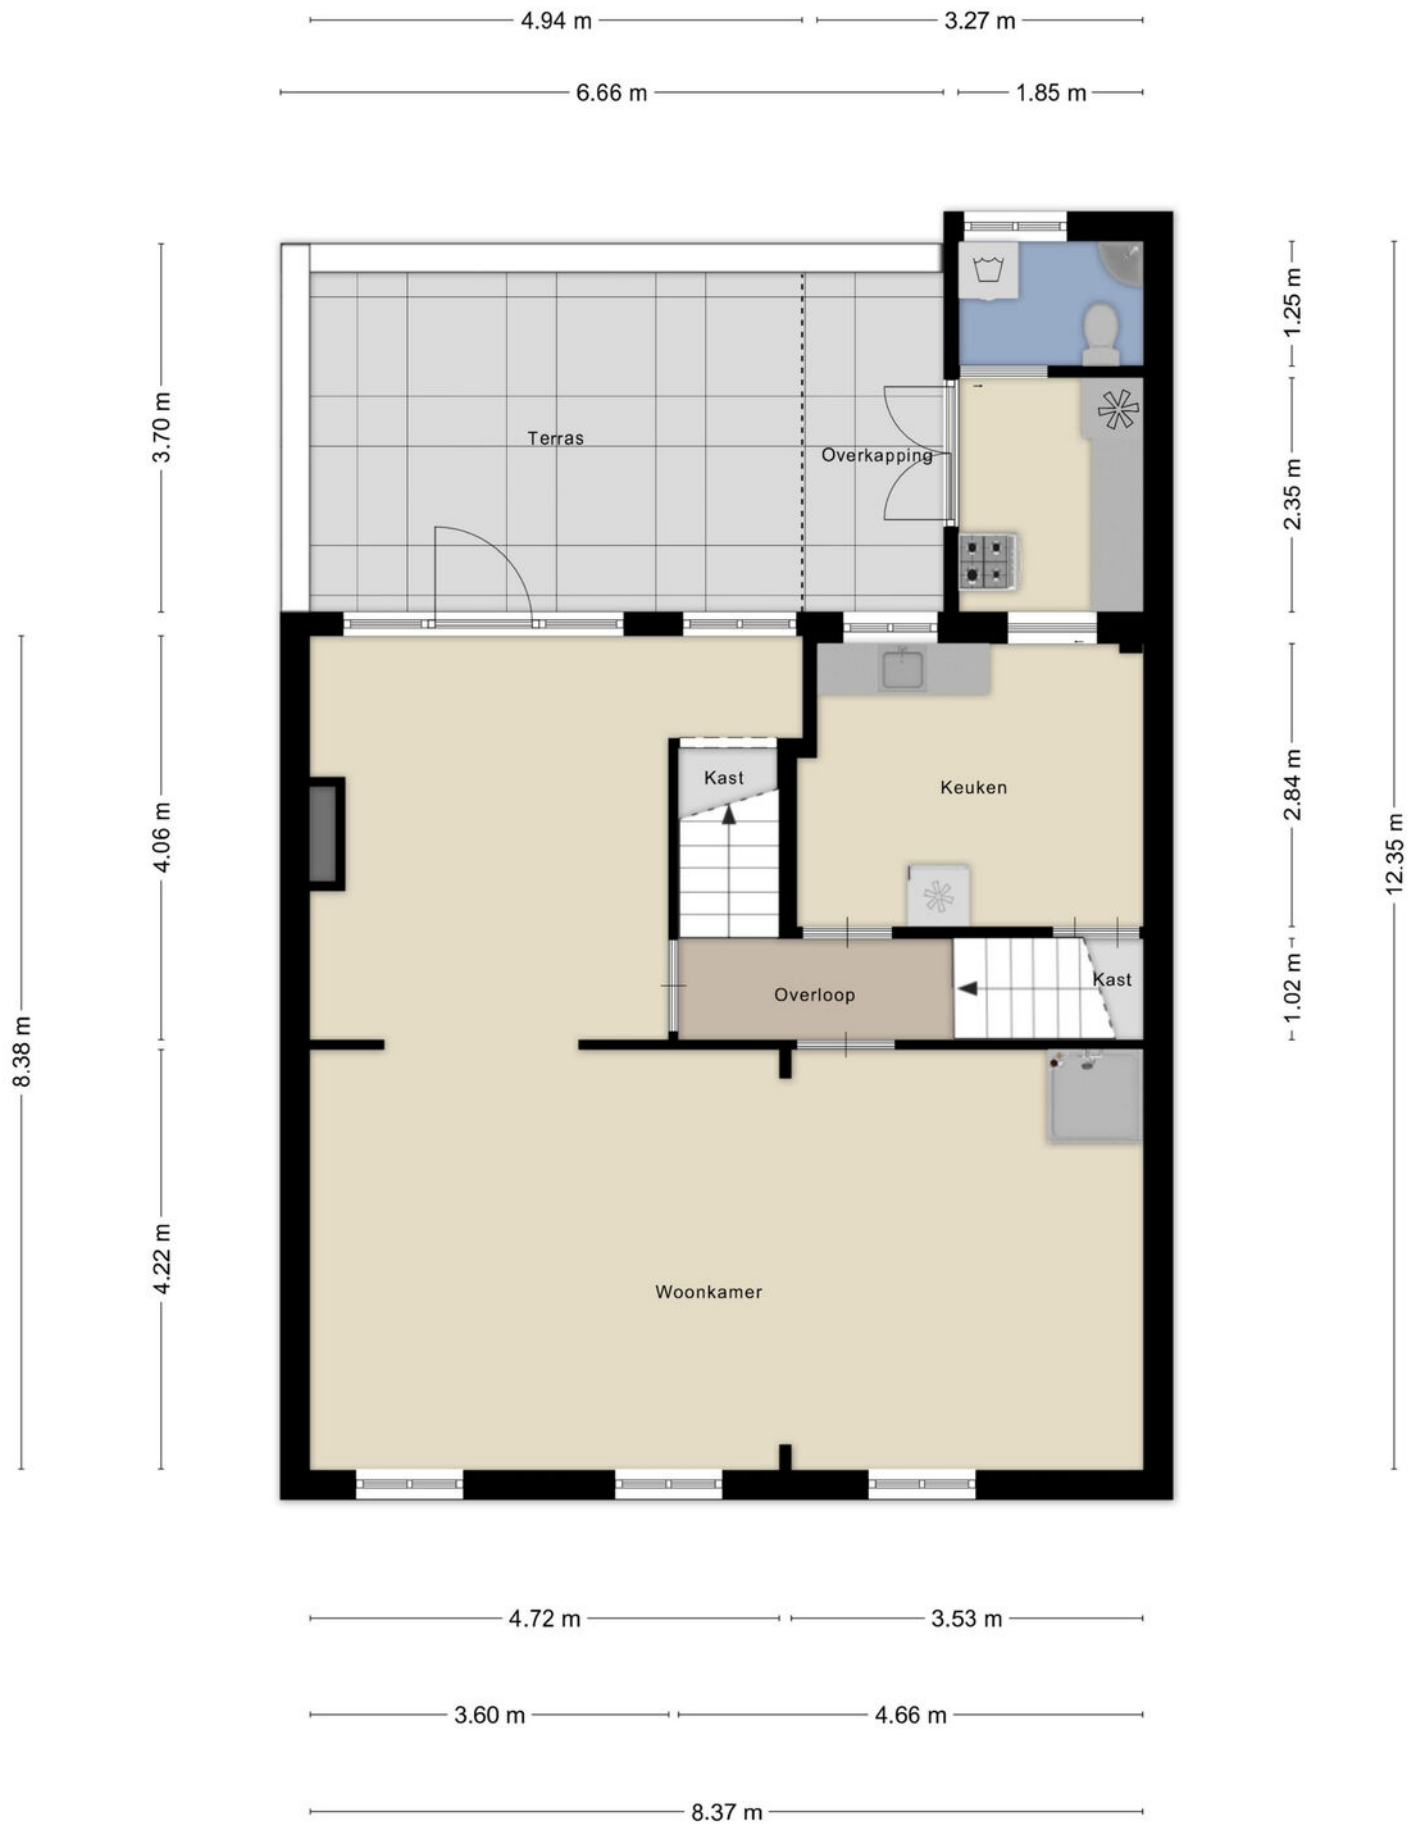 4.94 m
3.27 m
6.66 m
1.85 m
1.25 m
3.70 m
Terras
Overkapping
2.35 m
Kast
Keuken
2.84 m
4.06 m
12.35 m
Kast
1.02 m
Overloop
8.38 m
4.22 m
Woonkamer
4.72 m
3.53 m
3.60 m
4.66 m
8.37 m